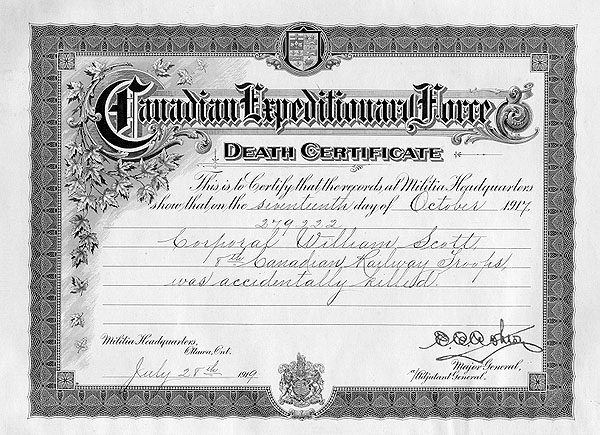 Canadian Expeditionary Force
DEATH CERTIFICATE
This is to Certify that the records at Militia Headquarters
show that on the seventeenth day of October 1917.
279222
Corporal William Scott,
8th Canadian Railway Troops,
was accidentally killed.
Militia Headquarters,
Ottawa, Ont.
July 28th 1919
Major General,
Adjutant General.